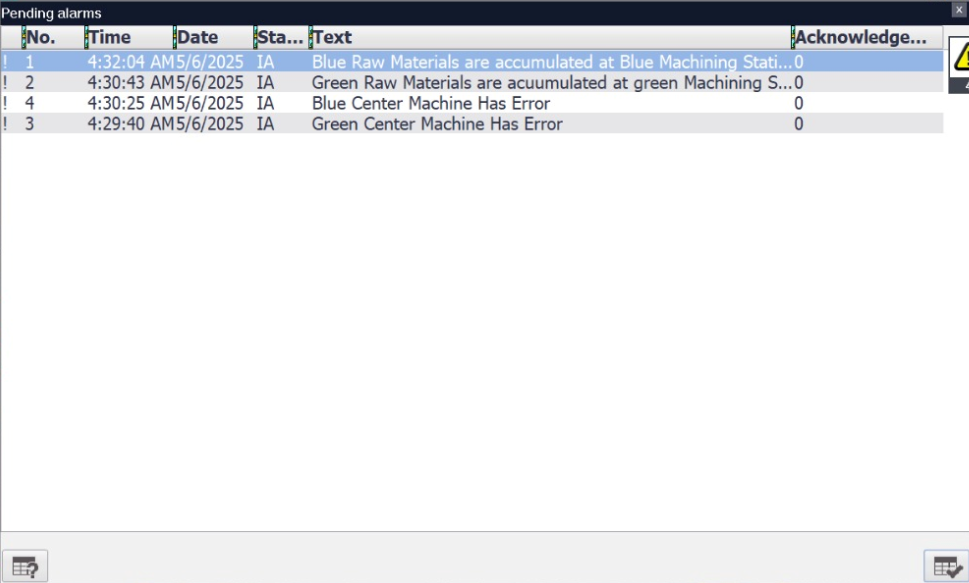 Pending alarms
x
No. Time Date Sta... Text Acknowledge...
! 1 4:32:04 AM 5/6/2025 IA Blue Raw Materials are accumulated at Blue Machining Stati... 0
! 2 4:30:43 AM 5/6/2025 IA Green Raw Materials are acuumulated at green Machining S... 0
! 4 4:30:25 AM 5/6/2025 IA Blue Center Machine Has Error 0
! 3 4:29:40 AM 5/6/2025 IA Green Center Machine Has Error 0